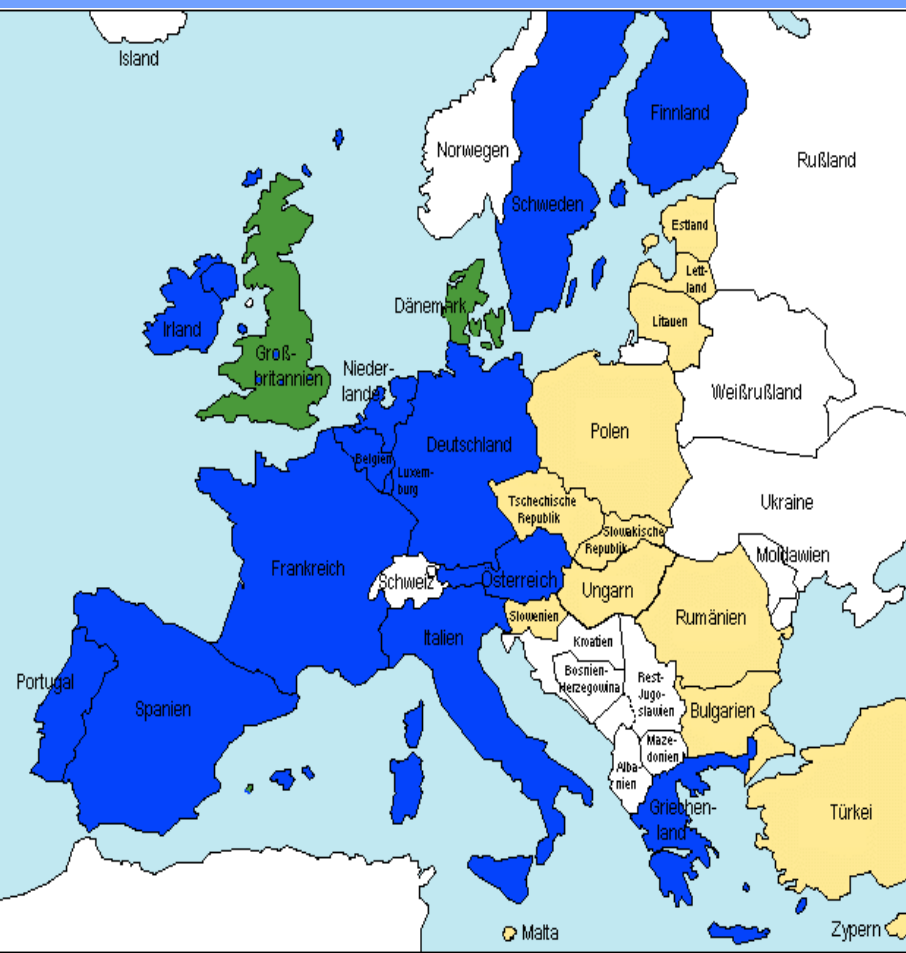 Island
Finnland
Norwegen
Rußland
Schweden
Estland
Lett-
land
Dänemark
Litauen
Irland
Groß-
britannien
Nieder-
lande
Weißrußland
Polen
Deutschland
Belgien
Luxem-
burg
Tschechische
Republik
Ukraine
Slowakische
Republik
Moldawien
Frankreich
Schweiz
Österreich
Ungarn
Slowenien
Rumänien
Italien
Kroatien
Bosnien-
Herzegowina
Rest-
Jugo-
slawien
Portugal
Spanien
Bulgarien
Maze-
donien
Alba-
nien
Griechen-
land
Türkei
Malta
Zypern